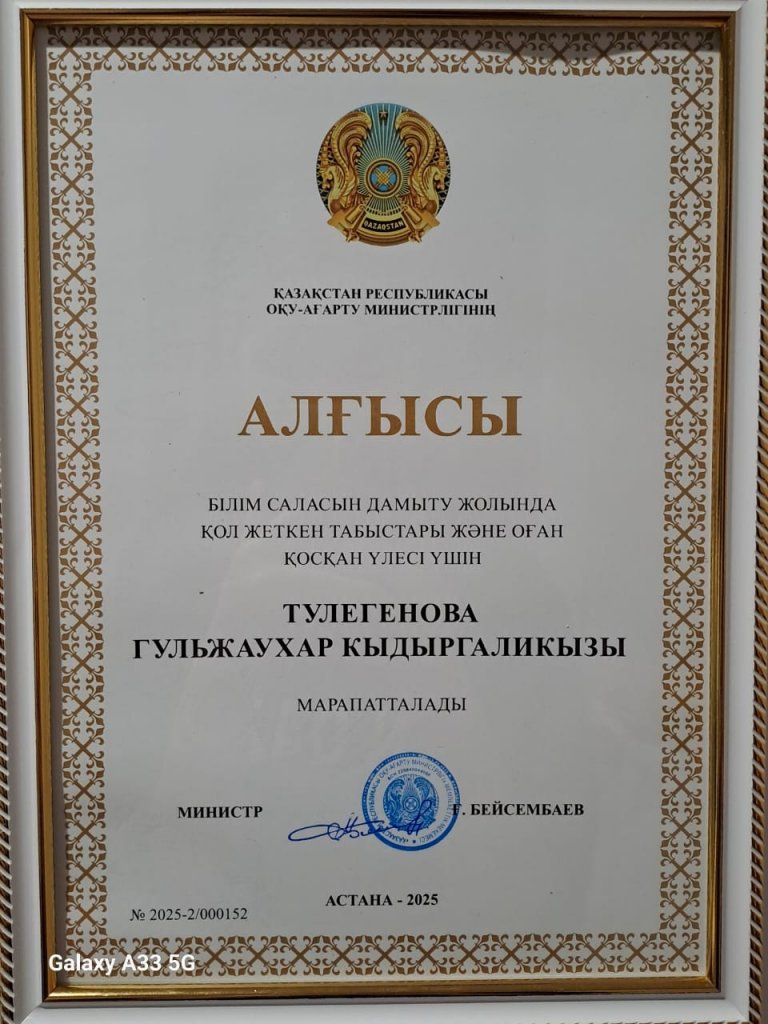 QAZAQSTAN
ҚАЗАҚСТАН РЕСПУБЛИКАСЫ
ОҚУ-АҒАРТУ МИНИСТРЛІГІНІҢ
АЛҒЫСЫ
БІЛІМ САЛАСЫН ДАМЫТУ ЖОЛЫНДА
ҚОЛ ЖЕТКЕН ТАБЫСТАРЫ ЖӘНЕ ОҒАН
ҚОСҚАН ҮЛЕСІ ҮШІН
ТУЛЕГЕНОВА
ГУЛЬЖАУХАР КЫДЫРГАЛИКЫЗЫ
МАРАПАТТАЛАДЫ
МИНИСТР
Ғ. БЕЙСЕМБАЕВ
АСТАНА - 2025
№ 2025-2/000152
Galaxy A33 5G